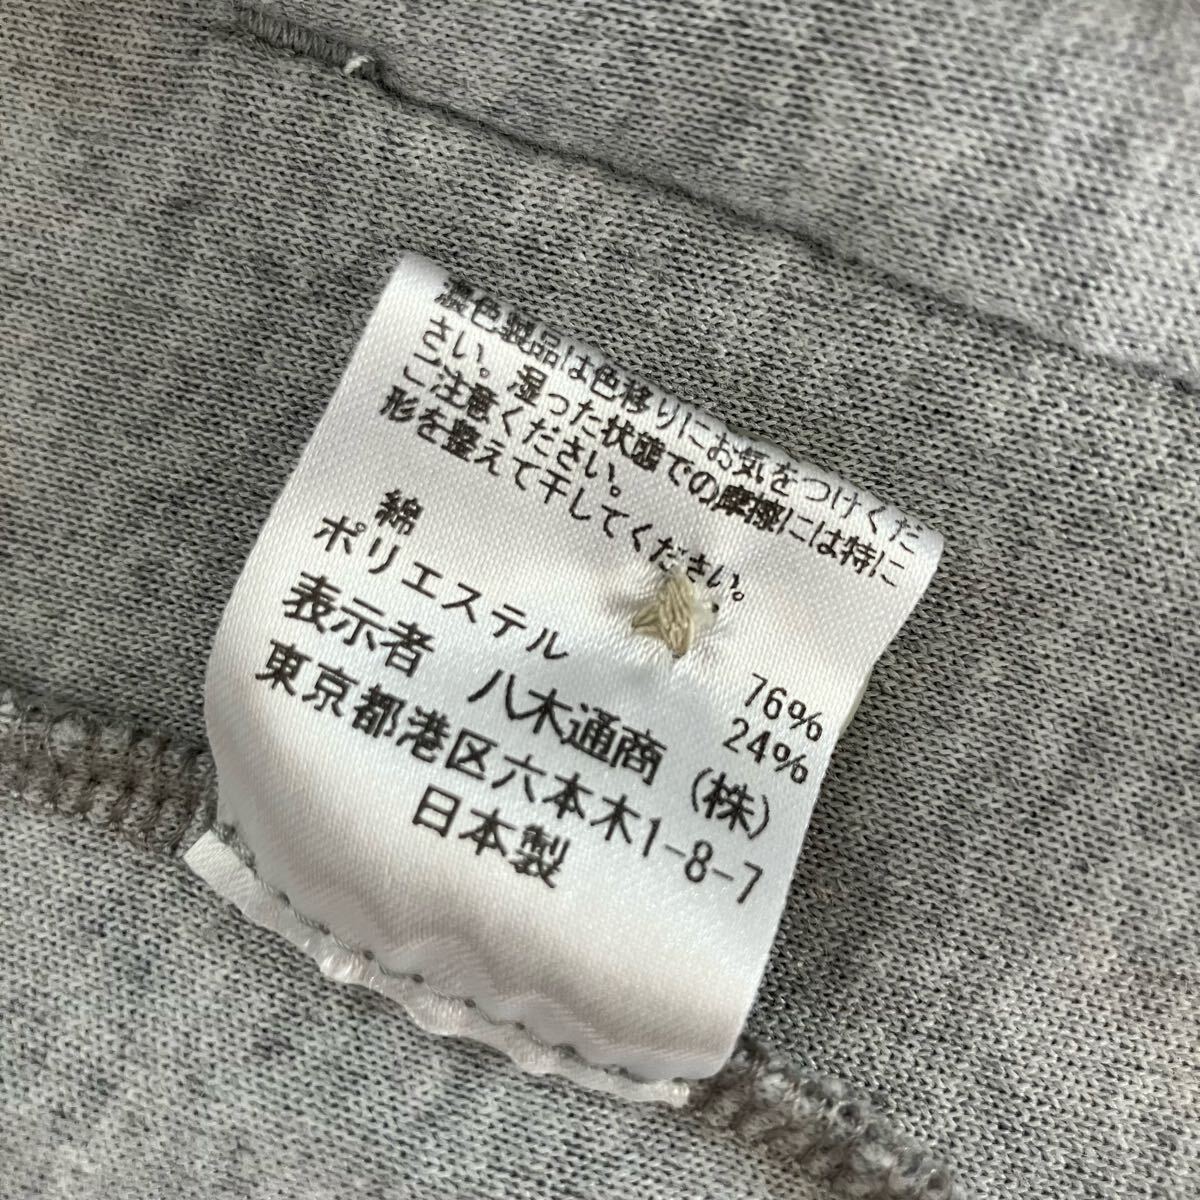 濃色製品は色移りにお気をつけくだ
さい。湿った状態での摩擦には特に
ご注意ください。
形を整えて干してください。
綿 76%
ポリエステル 24%
表示者 八木通商（株）
東京都港区六本木1-8-7
日本製